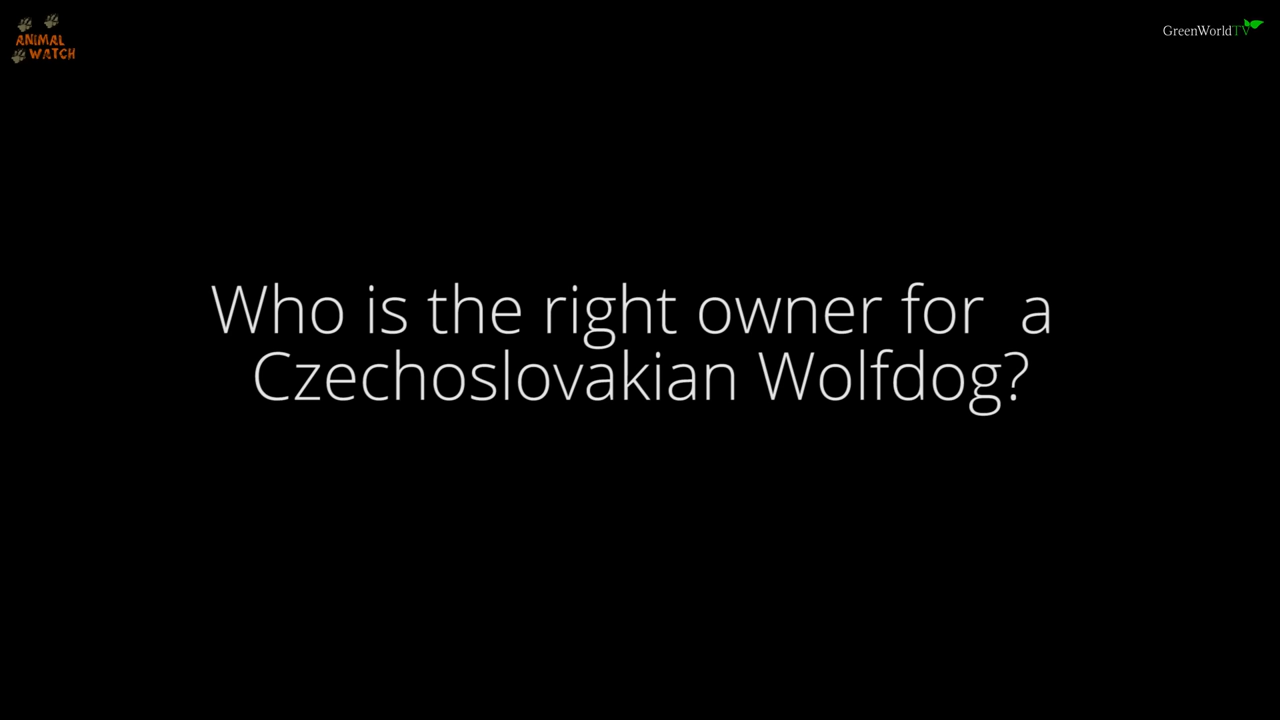 ANIMAL
WATCH
GreenWorldTV
Who is the right owner for a
Czechoslovakian Wolfdog?